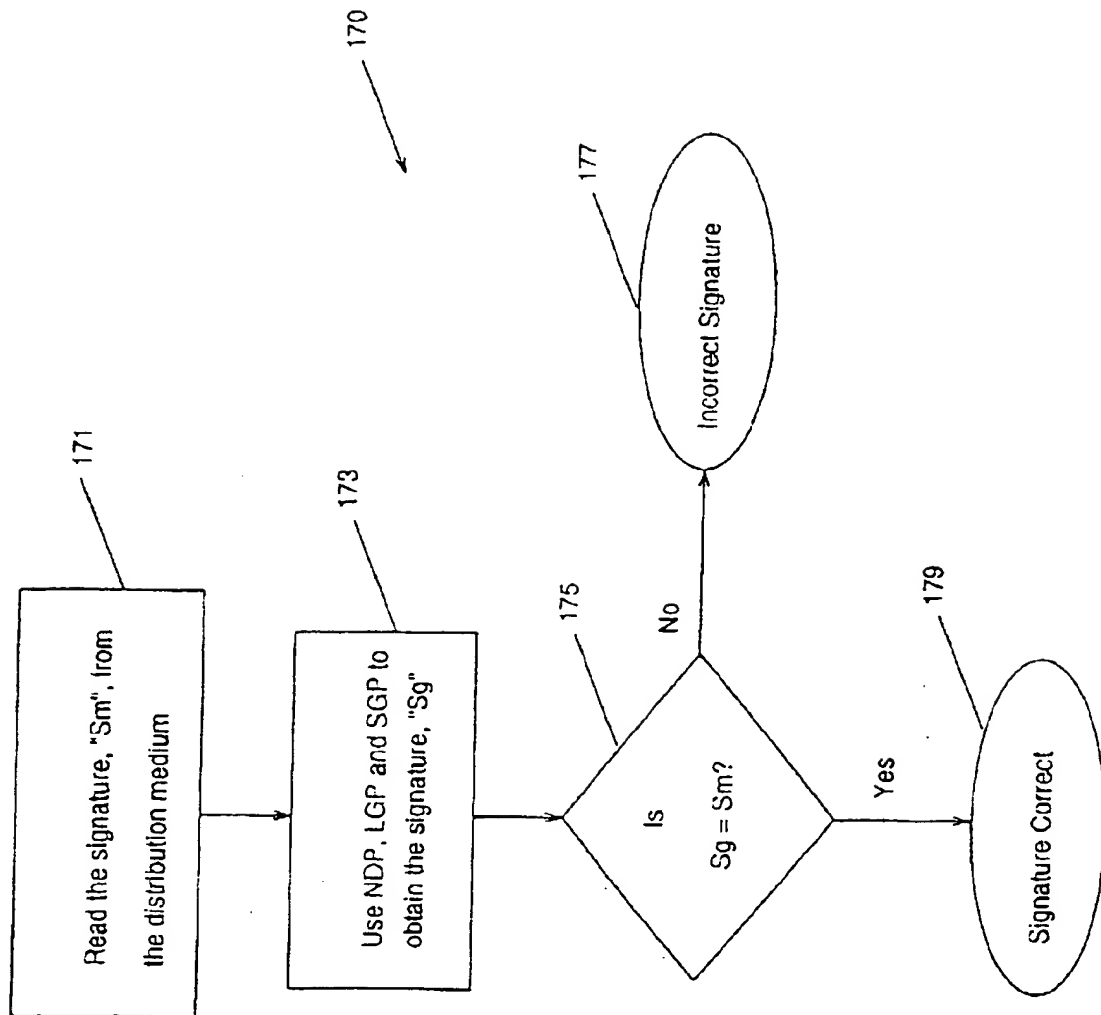 170
171
Read the signature, "Sm", from
the distribution medium
173
Use NDP, LGP and SGP to
obtain the signature, "Sg"
175
Is
Sg = Sm?
No
177
Incorrect Signature
Yes
179
Signature Correct